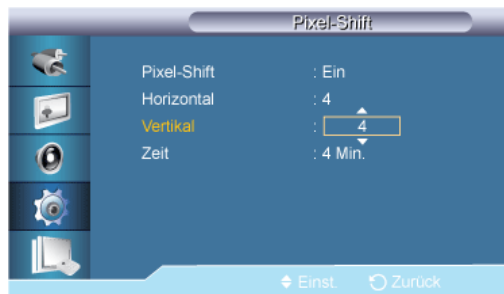 Pixel-Shift
Pixel-Shift : Ein
Horizontal : 4
Vertikal : 4
Zeit : 4 Min.
Einst. Zurück